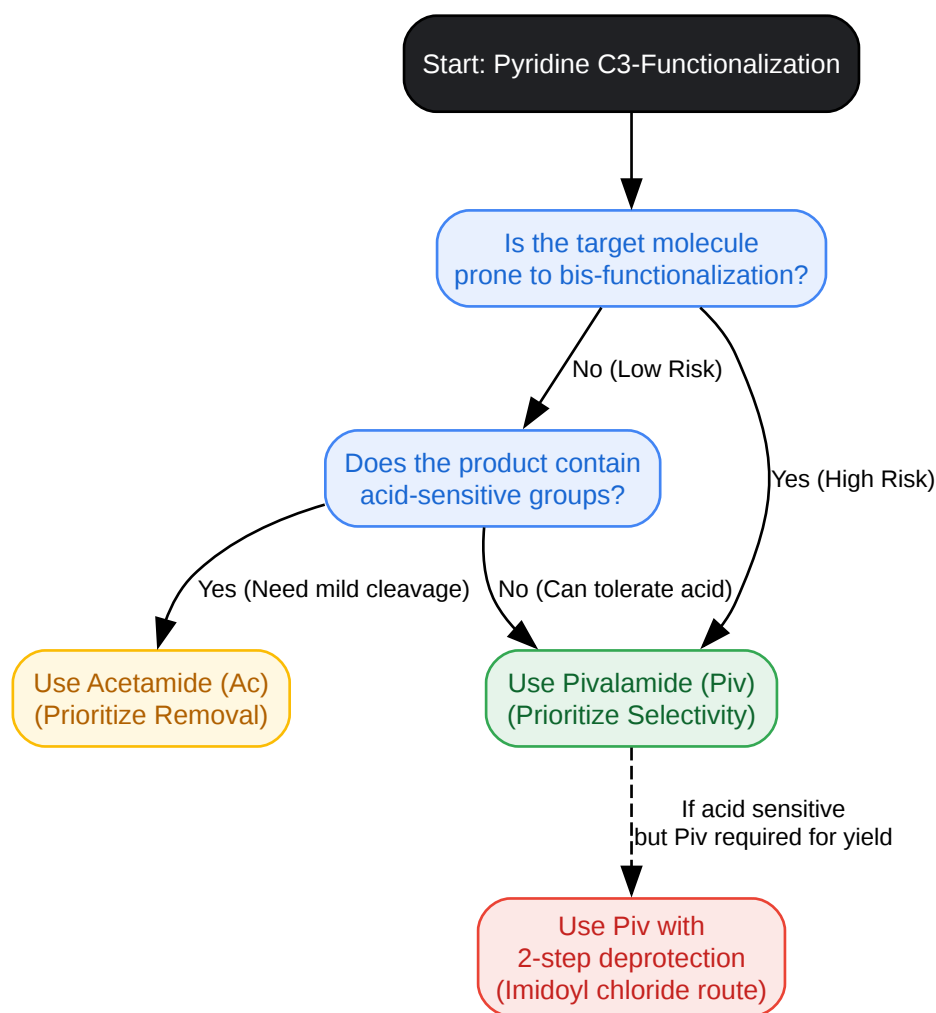 Start: Pyridine C3-Functionalization
Is the target molecule
prone to bis-functionalization?
No (Low Risk)
Does the product contain
acid-sensitive groups?
Yes (High Risk)
Yes (Need mild cleavage)
No (Can tolerate acid)
Use Acetamide (Ac)
(Prioritize Removal)
Use Pivalamide (Piv)
(Prioritize Selectivity)
If acid sensitive
but Piv required for yield
Use Piv with
2-step deprotection
(Imidoyl chloride route)